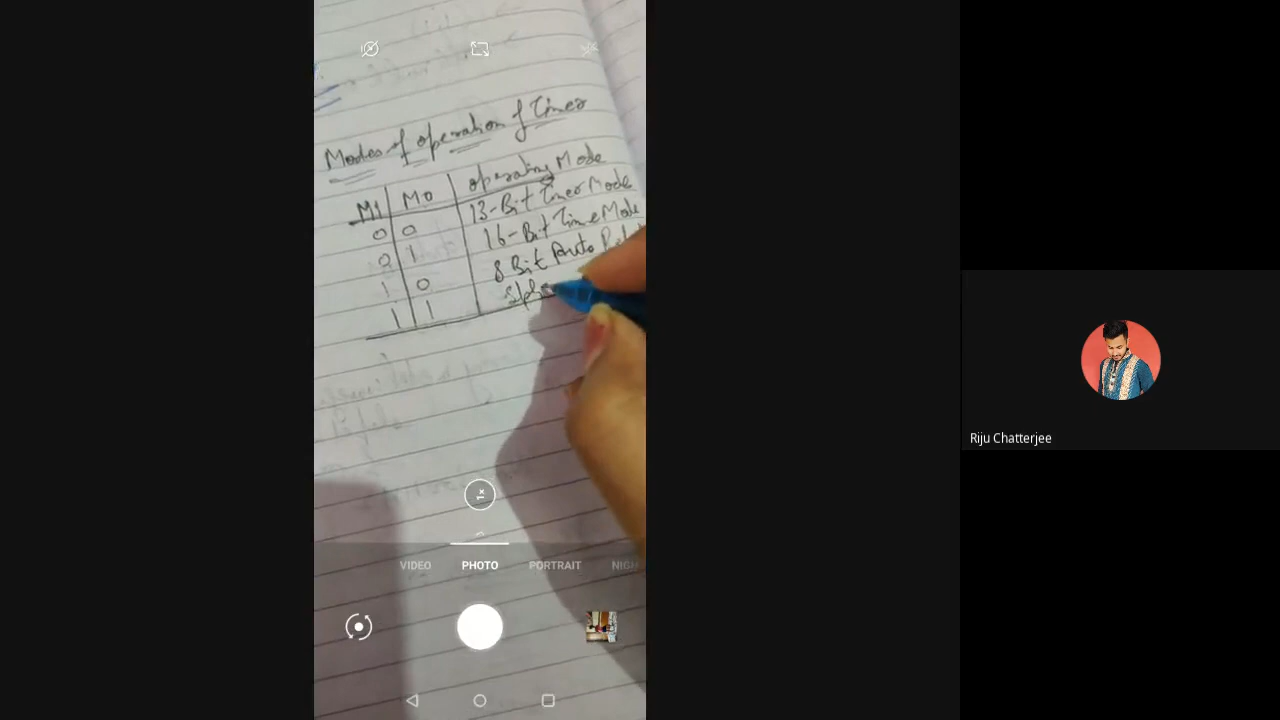 Modes of operation of Timer
M1 M0 operating Mode
0 0 13-Bit Timer Mode
0 1 16-Bit Time Mode
1 0 8 Bit Auto
1 1
VIDEO PHOTO PORTRAIT
Riju Chatterjee